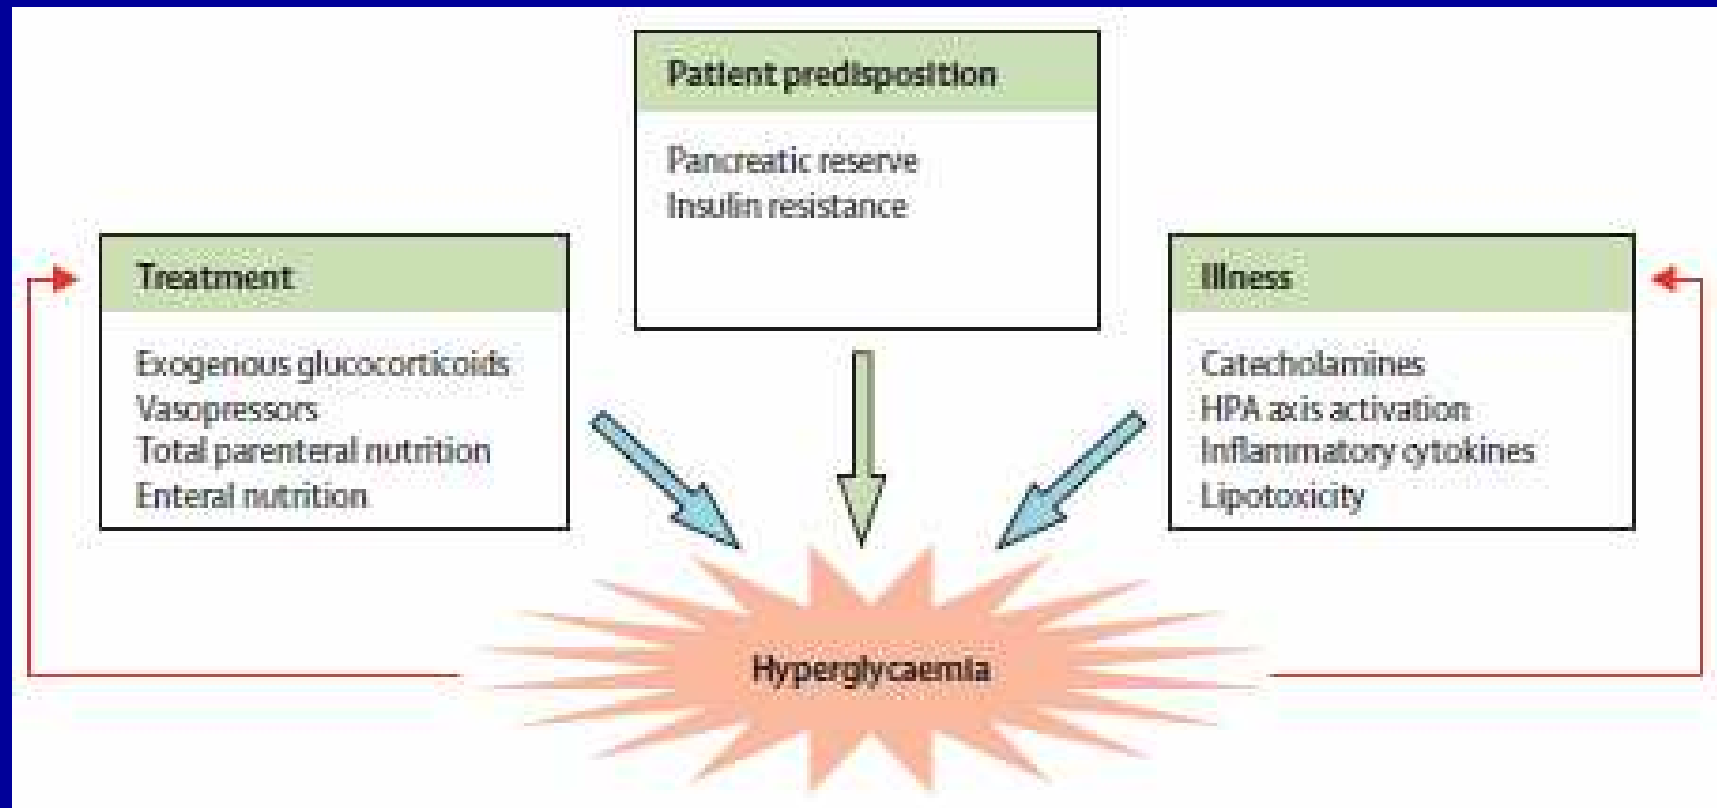 Patient predisposition
Pancreatic reserve
Insulin resistance
Treatment
Exogenous glucocorticoids
Vasopressors
Total parenteral nutrition
Enteral nutrition
Illness
Catecholamines
HPA axis activation
Inflammatory cytokines
Lipotoxicity
Hyperglycaemia